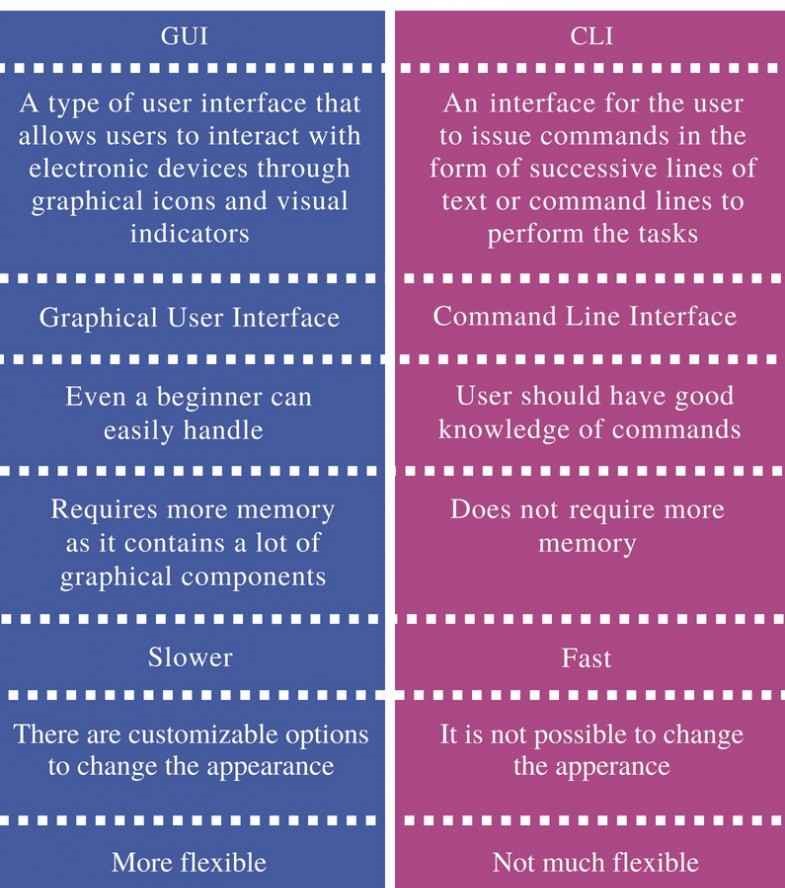 GUI
CLI
A type of user interface that
allows users to interact with
electronic devices through
graphical icons and visual
indicators
An interface for the user
to issue commands in the
form of successive lines of
text or command lines to
perform the tasks
Graphical User Interface
Command Line Interface
Even a beginner can
easily handle
User should have good
knowledge of commands
Requires more memory
as it contains a lot of
graphical components
Does not require more
memory
Slower
Fast
There are customizable options
to change the appearance
It is not possible to change
the apperance
More flexible
Not much flexible